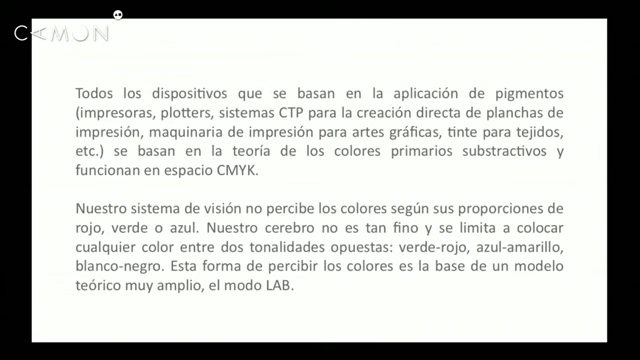 CAMON
Todos los dispositivos que se basan en la aplicación de pigmentos
(impresoras, plotters, sistemas CTP para la creación directa de planchas de
impresión, maquinaria de impresión para artes gráficas, tinte para tejidos,
etc.) se basan en la teoría de los colores primarios substractivos y
funcionan en espacio CMYK.
Nuestro sistema de visión no percibe los colores según sus proporciones de
rojo, verde o azul. Nuestro cerebro no es tan fino y se limita a colocar
cualquier color entre dos tonalidades opuestas: verde-rojo, azul-amarillo,
blanco-negro. Esta forma de percibir los colores es la base de un modelo
teórico muy amplio, el modo LAB.